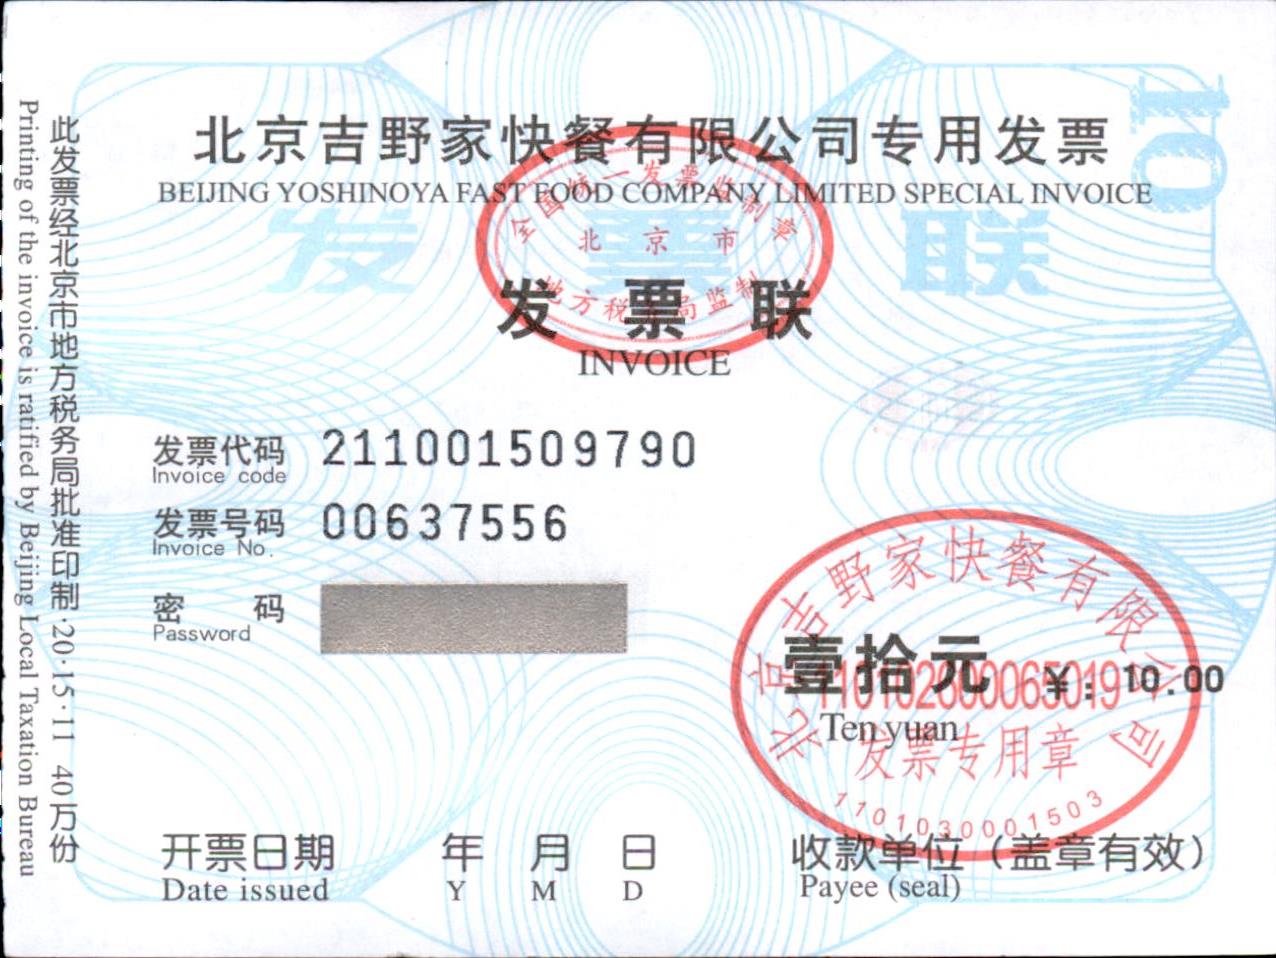 北京吉野家快餐有限公司专用发票
BEIJING YOSHINOYA FAST FOOD COMPANY LIMITED SPECIAL INVOICE
10
发票联
全国统一发票监制章
北京市
地方税务局监制
发票联
INVOICE
发票代码 211001509790
Invoice code
发票号码 00637556
Invoice No.
密码
Password
北京吉野家快餐有限公司
壹拾元 ¥: 10.00
110102600065019
Ten yuan
发票专用章
1101030001503
开票日期 年 月 日 收款单位（盖章有效）
Date issued Y M D Payee (seal)
此发票经北京市地方税务局批准印制·20·15·11 40万份
Printing of the invoice is ratified by Beijing Local Taxation Bureau